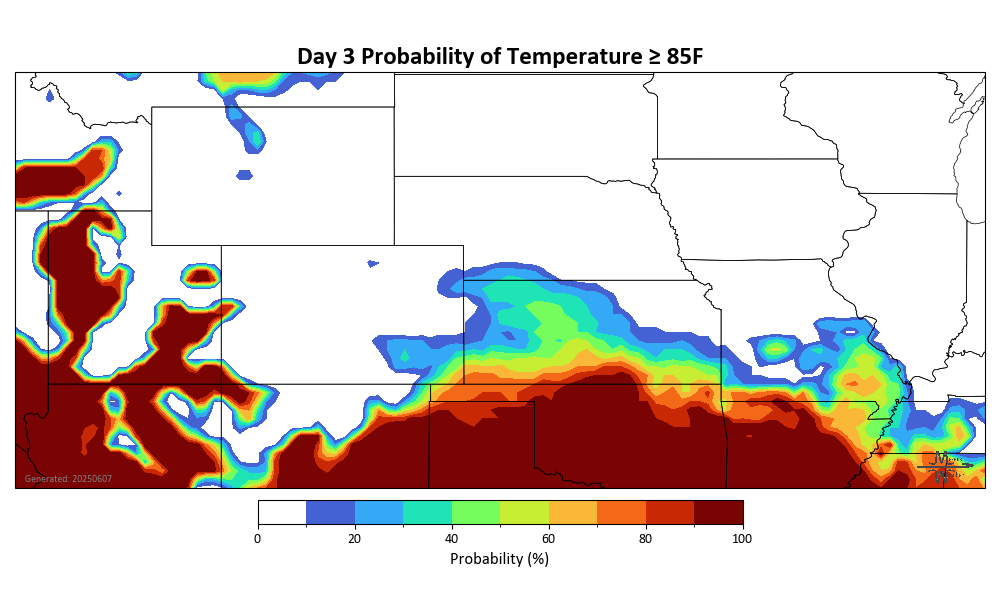 Day 3 Probability of Temperature ≥ 85F
Generated: 20250607
0 20 40 60 80 100
Probability (%)